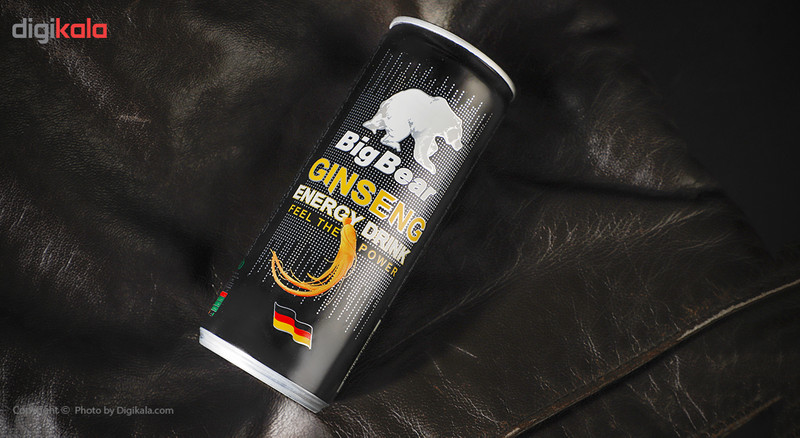 digikala
Big Bear
GINSENG
ENERGY DRINK
FEEL THE POWER
Copyright © Photo by Digikala.com